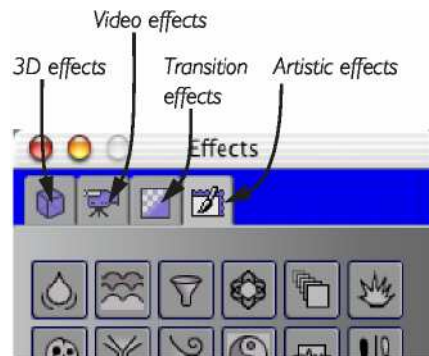 Video effects
3D effects
Transition
effects
Artistic effects
Effects